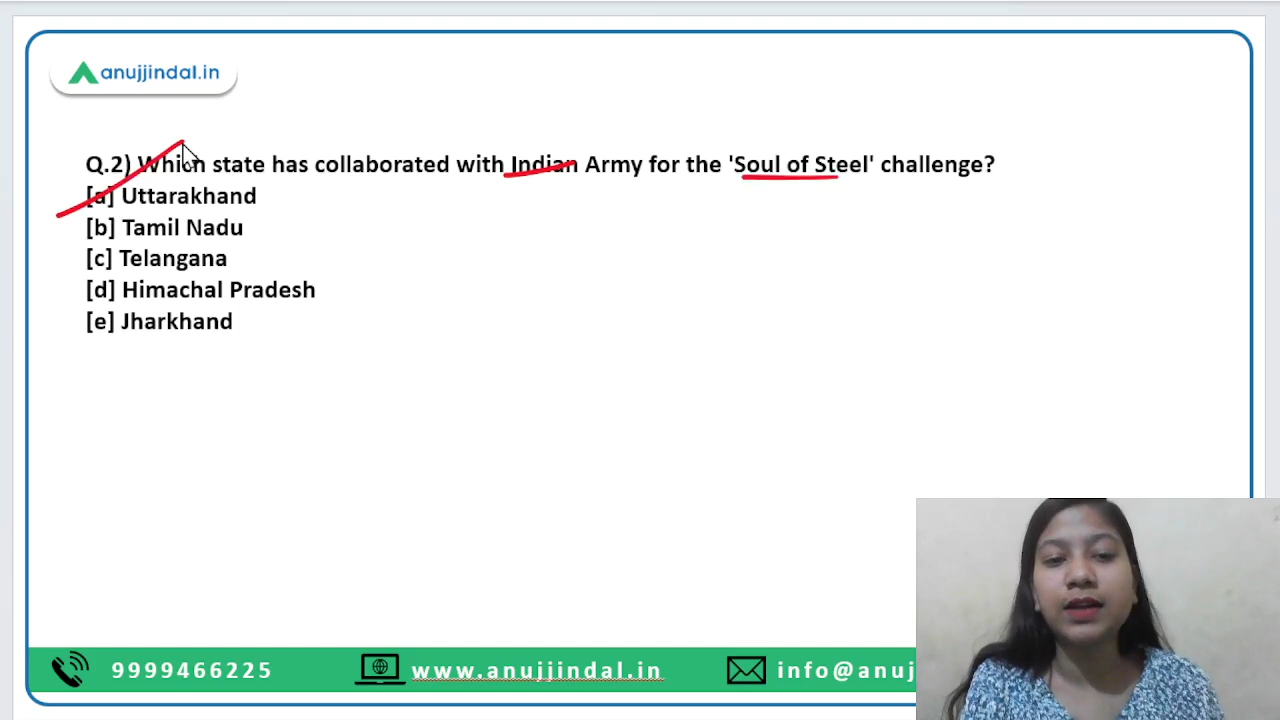 anujjindal.in
Q.2) Which state has collaborated with Indian Army for the 'Soul of Steel' challenge?
[a] Uttarakhand
[b] Tamil Nadu
[c] Telangana
[d] Himachal Pradesh
[e] Jharkhand
9999466225 www.anujjindal.in info@anuj